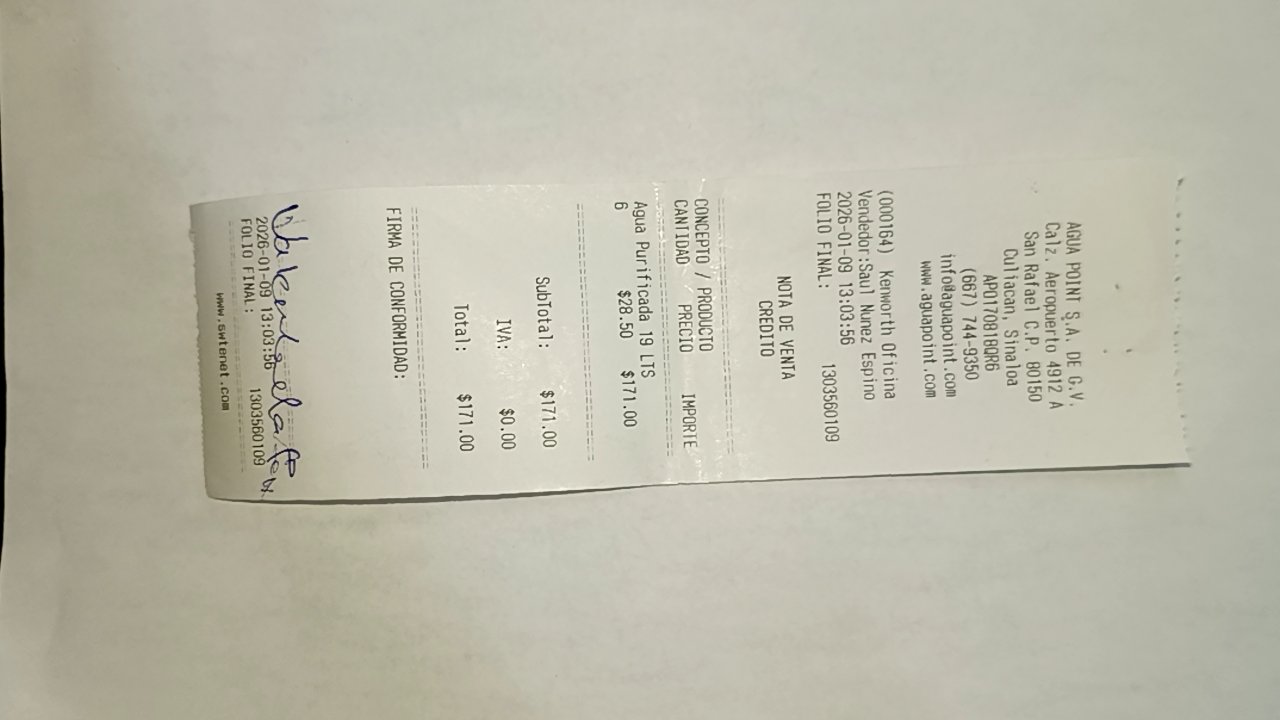 AGUA POINT S.A. DE C.V.
Calz. Aeropuerto 4912 A
San Rafael C.P. 80150
Culiacan, Sinaloa
APO170818QR6
(667) 744-9350
info@aguapoint.com
www.aguapoint.com
(000164) Kenworth Oficina
Vendedor:Saul Nunez Espino
2026-01-09 13:03:56
FOLIO FINAL: 1303560109
NOTA DE VENTA
CREDITO
CONCEPTO / PRODUCTO
CANTIDAD PRECIO IMPORTE
Agua Purificada 19 LTS
6 $28.50 $171.00
SubTotal: $171.00
IVA: $0.00
Total: $171.00
FIRMA DE CONFORMIDAD:
2026-01-09 13:03:56
FOLIO FINAL: 1303560109
www.swtenet.com